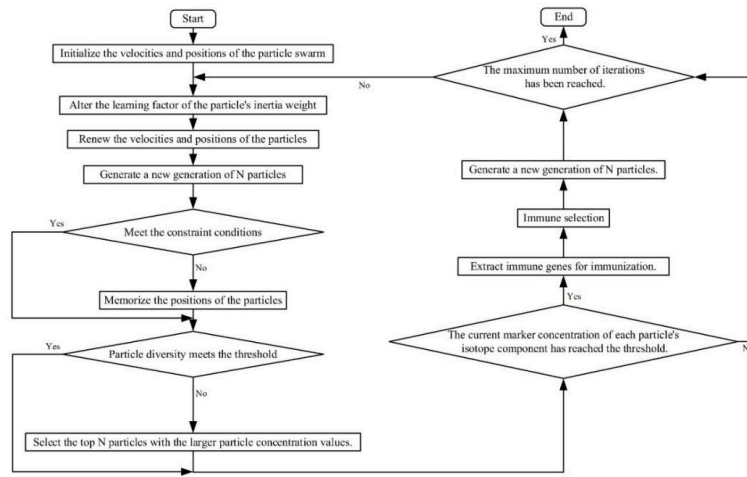 Start
Initialize the velocities and positions of the particle swarm
Alter the learning factor of the particle's inertia weight
Renew the velocities and positions of the particles
Generate a new generation of N particles
Yes
Meet the constraint conditions
No
Memorize the positions of the particles
Yes
Particle diversity meets the threshold
No
Select the top N particles with the larger particle concentration values.
End
Yes
The maximum number of iterations
has been reached.
No
Generate a new generation of N particles.
Immune selection
Extract immune genes for immunization.
Yes
The current marker concentration of each particle's
isotope component has reached the threshold.
N